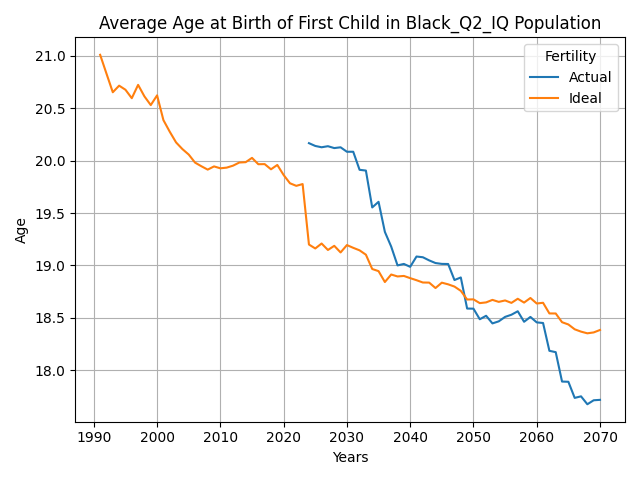 Average Age at Birth of First Child in Black_Q2_IQ Population
Fertility
Actual
Ideal
Age
21.0
20.5
20.0
19.5
19.0
18.5
18.0
1990 2000 2010 2020 2030 2040 2050 2060 2070
Years